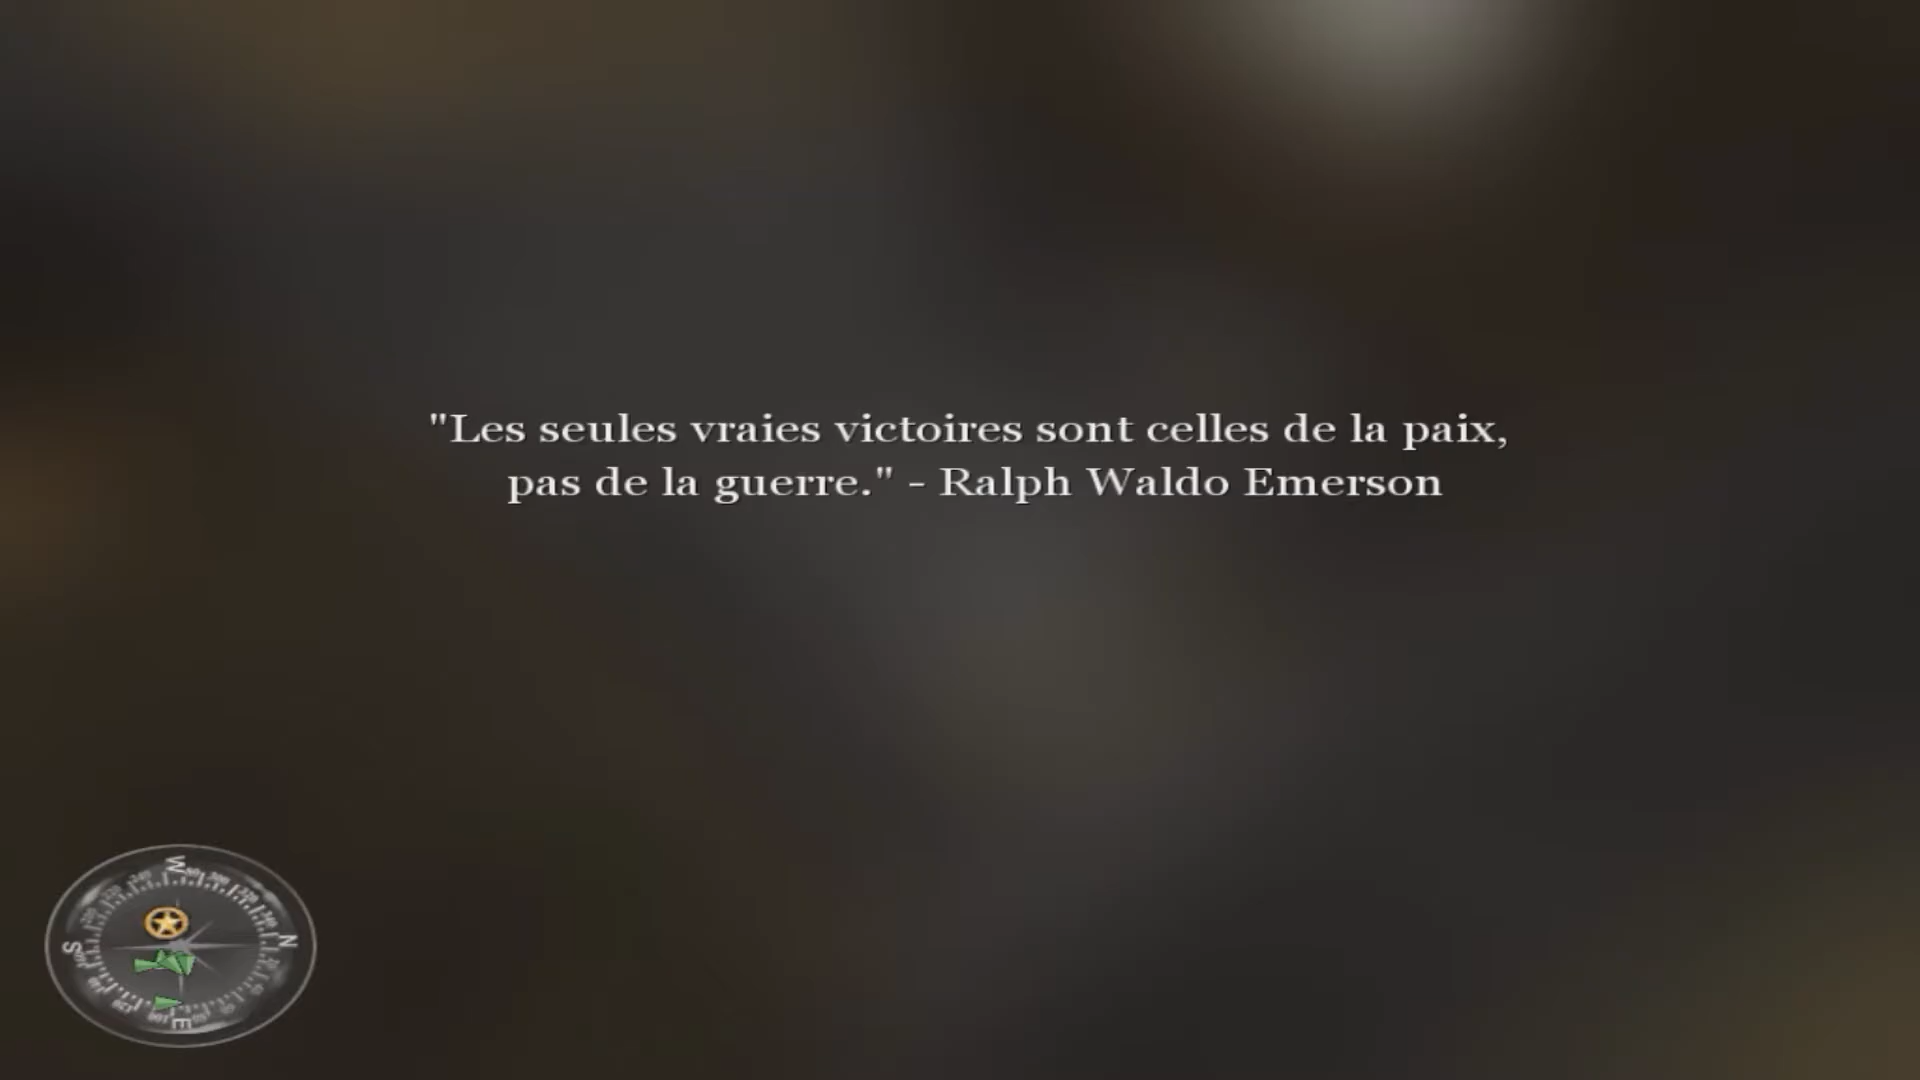 "Les seules vraies victoires sont celles de la paix,
pas de la guerre." - Ralph Waldo Emerson
W
S
N
E